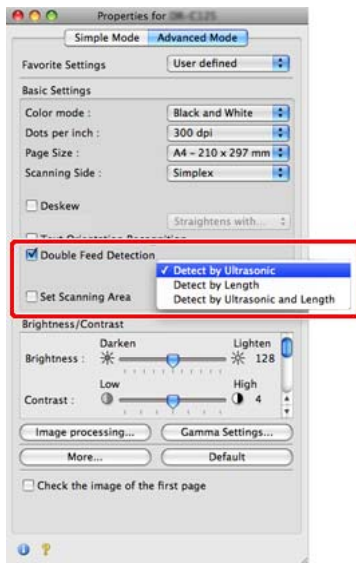 Properties for
Simple Mode Advanced Mode
Favorite Settings User defined
Basic Settings
Color mode : Black and White
Dots per inch : 300 dpi
Page Size : A4 - 210 x 297 mm
Scanning Side : Simplex
Deskew
Straightens with...
Text Orientation Recognition
Double Feed Detection
✓ Detect by Ultrasonic
Detect by Length
Set Scanning Area
Detect by Ultrasonic and Length
Brightness/Contrast
Darken Lighten
Brightness : 128
Low High
Contrast : 4
Image processing... Gamma Settings...
More... Default
Check the image of the first page
?